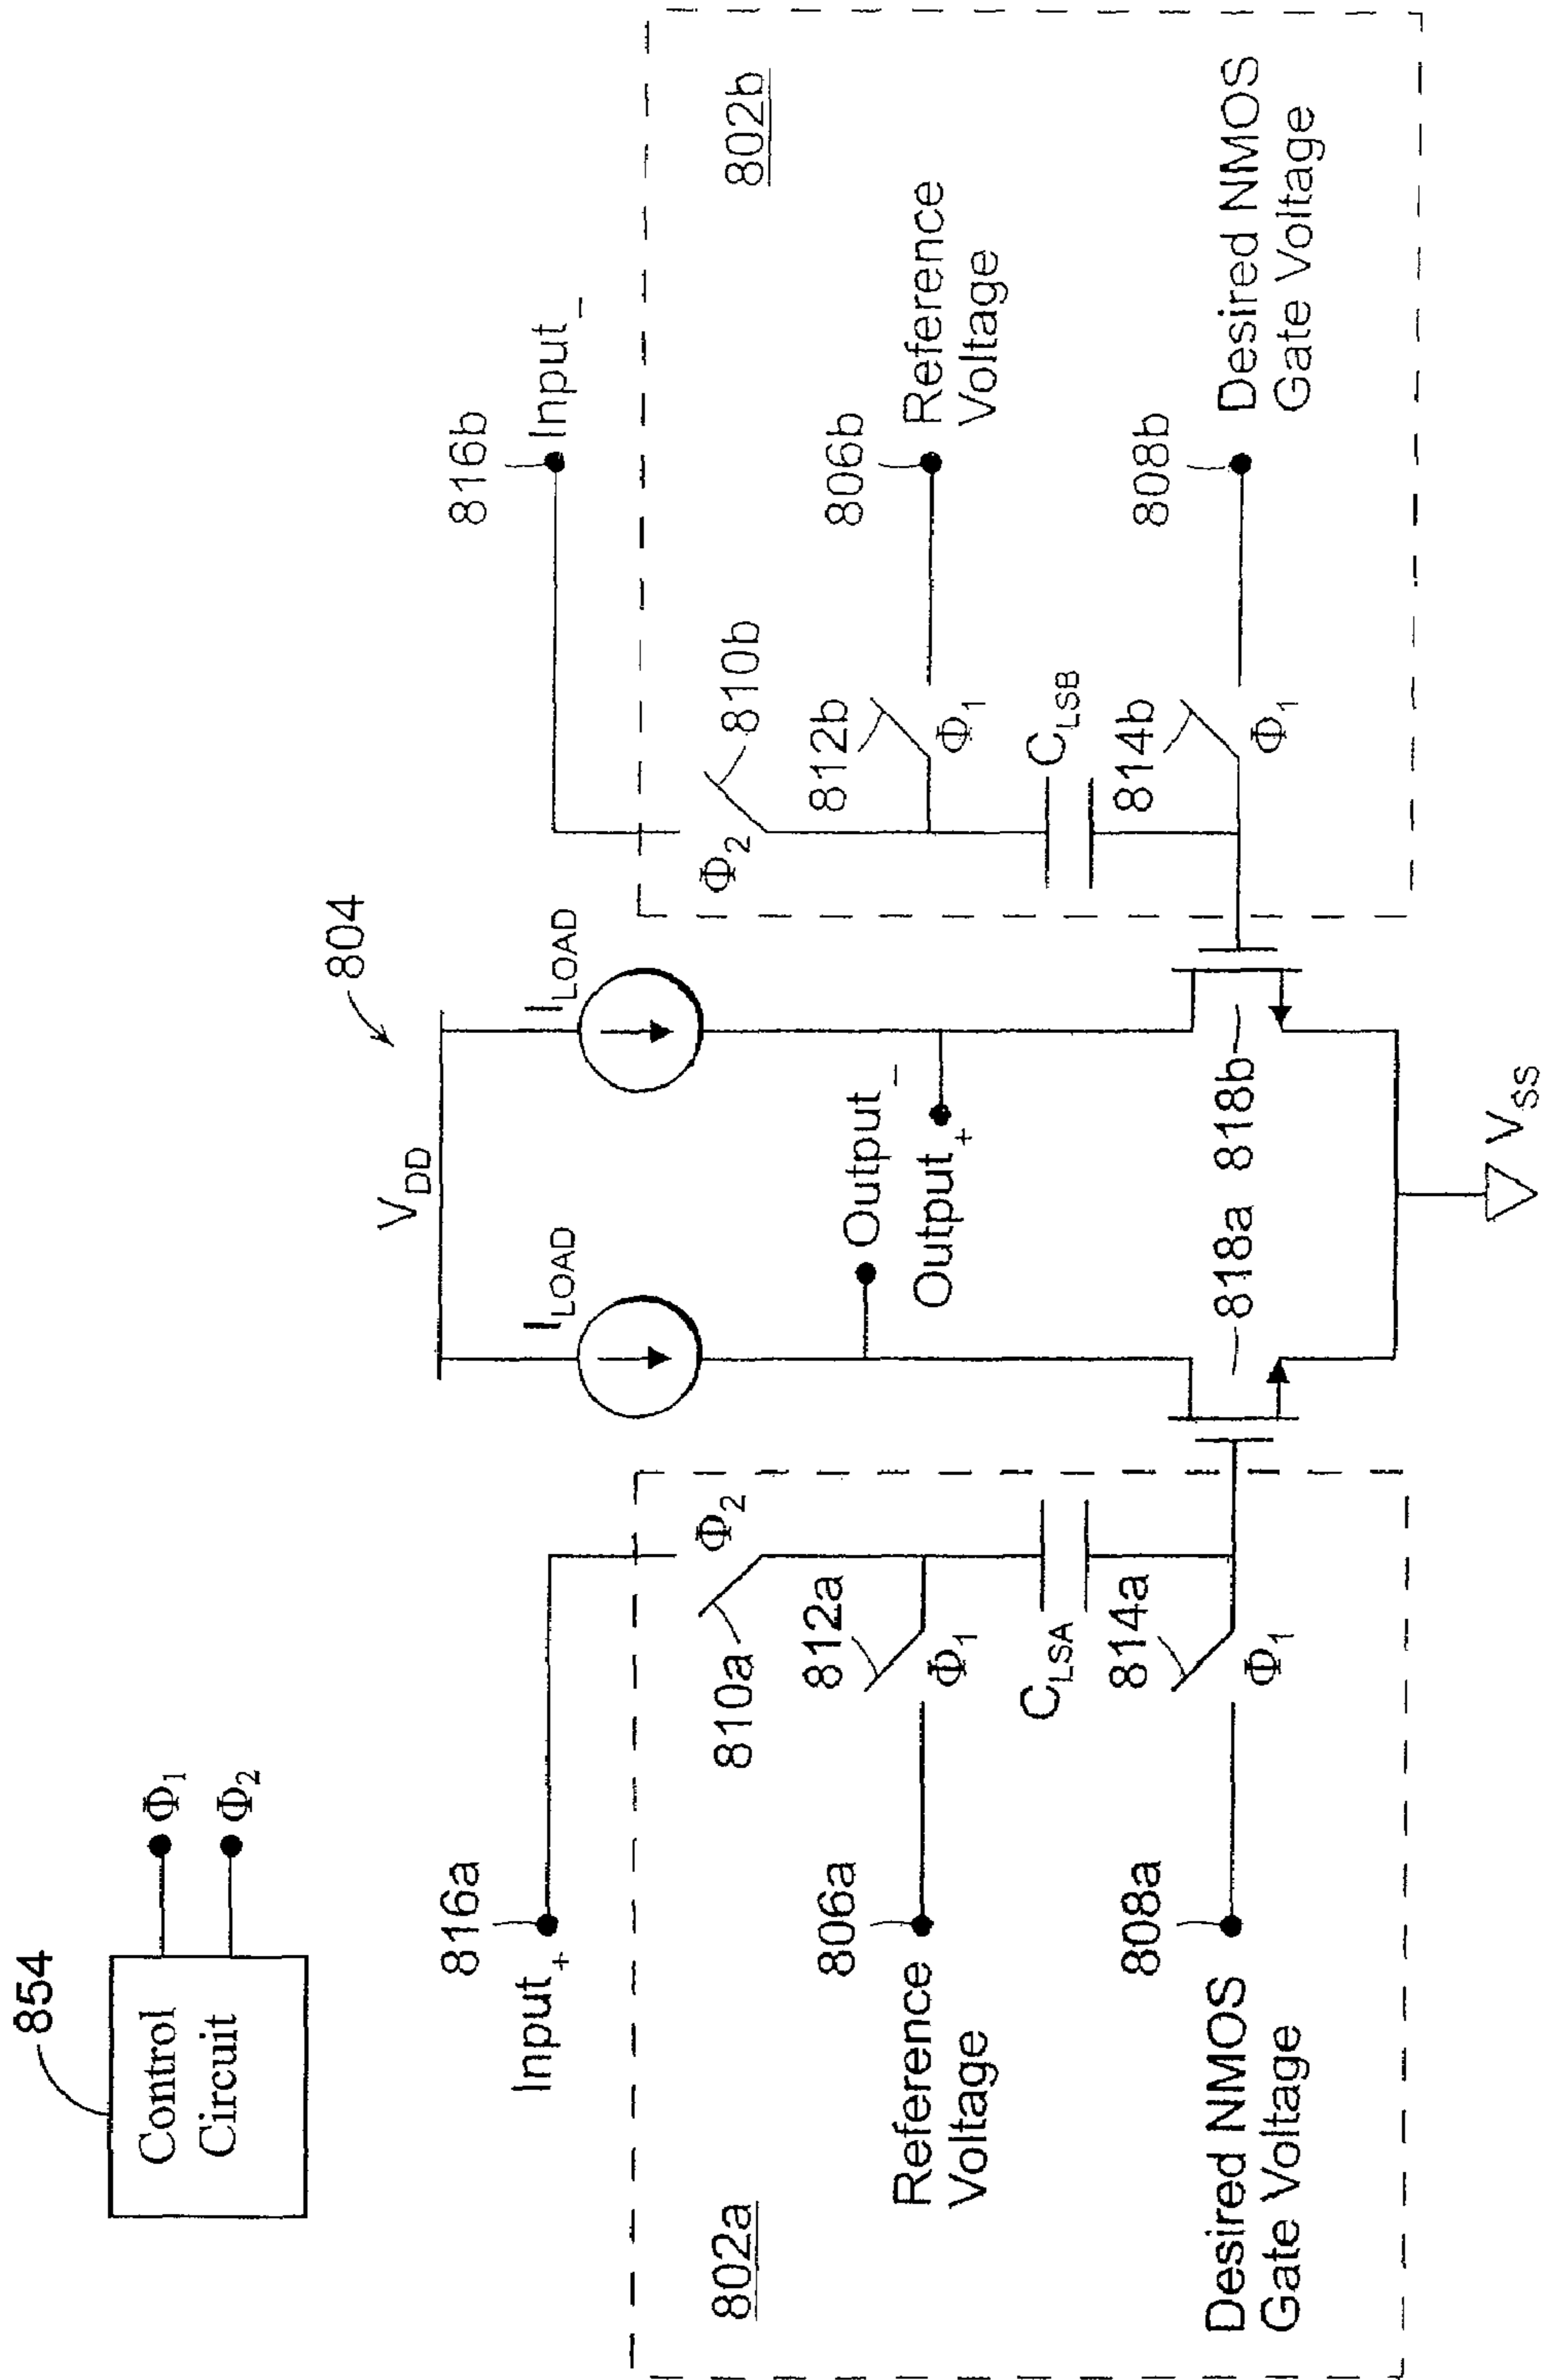 854
Control
Circuit
Φ1
Φ2
804
VDD
816a
Input+
816b
Input-
ILOAD
ILOAD
802a
802b
810a
Φ2
Φ2
810b
806a
Reference
Voltage
812a
Φ1
Output-
Output+
812b
Φ1
806b
Reference
Voltage
CLSA
CLSB
808a
Desired NMOS
Gate Voltage
814a
Φ1
818a
818b
814b
Φ1
808b
Desired NMOS
Gate Voltage
VSS